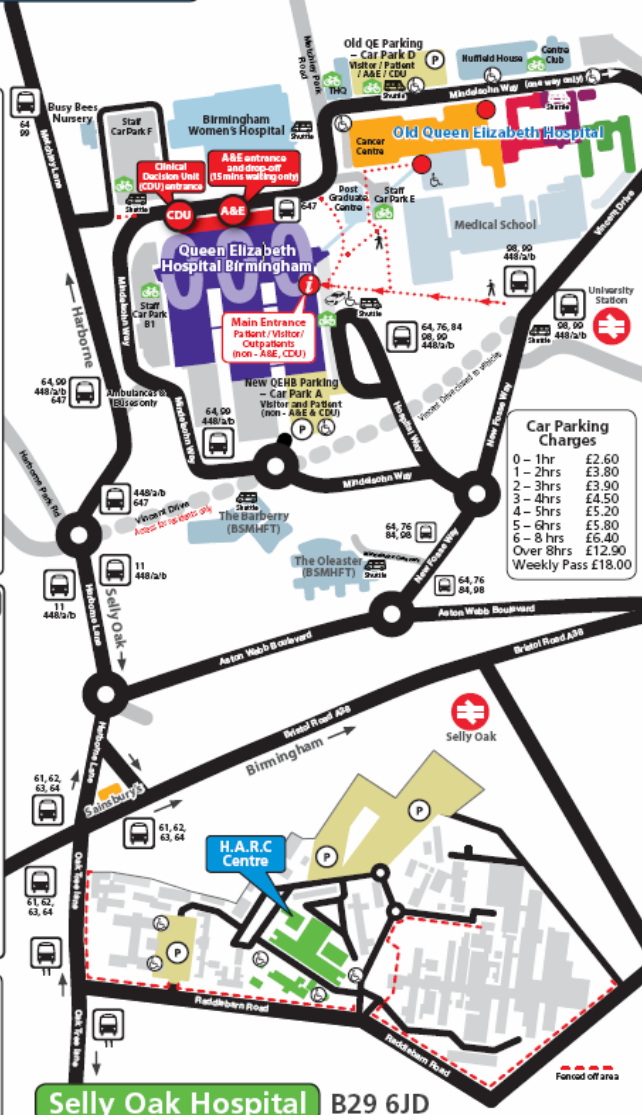 Old QE Parking
– Car Park D
Visitor / Patient
/ A&E / CDU
P
Shuttle
Metchley Park
Road
THQ
Nuffield House
Centre
Club
Mindelsohn Way (one way only)
Shuttle
64
99
Busy Bees
Nursery
Staff
Car Park F
Birmingham
Women's Hospital
Shuttle
Cancer
Centre
Old Queen Elizabeth Hospital
Metchley Lane
Clinical
Decision Unit
(CDU) entrance
A&E entrance
and drop-off
(15 mins waiting only)
Shuttle
CDU
A&E
647
Post
Graduate
Centre
Staff
Car Park E
Medical School
Vincent Drive
Queen Elizabeth
Hospital Birmingham
98, 99
448/a/b
University
Station
Mindelsohn Way
Staff
Car Park
B1
i
Main Entrance
Patient / Visitor/
Outpatients
(non - A&E, CDU)
Shuttle
64, 76, 84
98, 99
448/a/b
Shuttle
98, 99
448/a/b
Harborne
64, 99
448/a/b
647
Ambulances &
Buses only
New QEHB Parking
– Car Park A
Visitor and Patient
(non - A&E & CDU)
P
Vincent Drive closed to vehicle
64, 99
448/a/b
Mindelsohn Way
Hospital Way
New Fosse Way
Car Parking
Charges
0 – 1hr £2.60
1 – 2hrs £3.80
2 – 3hrs £3.90
3 – 4hrs £4.50
4 – 5hrs £5.20
5 – 6hrs £5.80
6 – 8 hrs £6.40
Over 8hrs £12.90
Weekly Pass £18.00
Harborne Park Rd
Mindelsohn Way
448/a/b
647
Vincent Drive
Access for residents only
Shuttle
The Barberry
(BSMHFT)
64, 76
84, 98
New Fosse Way
The Oleaster
(BSMHFT)
Shuttle
11
448/a/b
11
448/a/b
Harborne Lane
Selly Oak
64, 76
84, 98
Aston Webb Boulevard
Aston Webb Boulevard
Bristol Road A38
Bristol Road A38
Birmingham
Selly Oak
Harborne Lane
61, 62,
63, 64
Sainsbury's
61, 62,
63, 64
P
H.A.R.C
Centre
P
Oak Tree lane
61, 62,
63, 64
P
11
Raddlebarn Road
Oak Tree lane
11
Raddlebarn Road
Fenced off area
Selly Oak Hospital B29 6JD